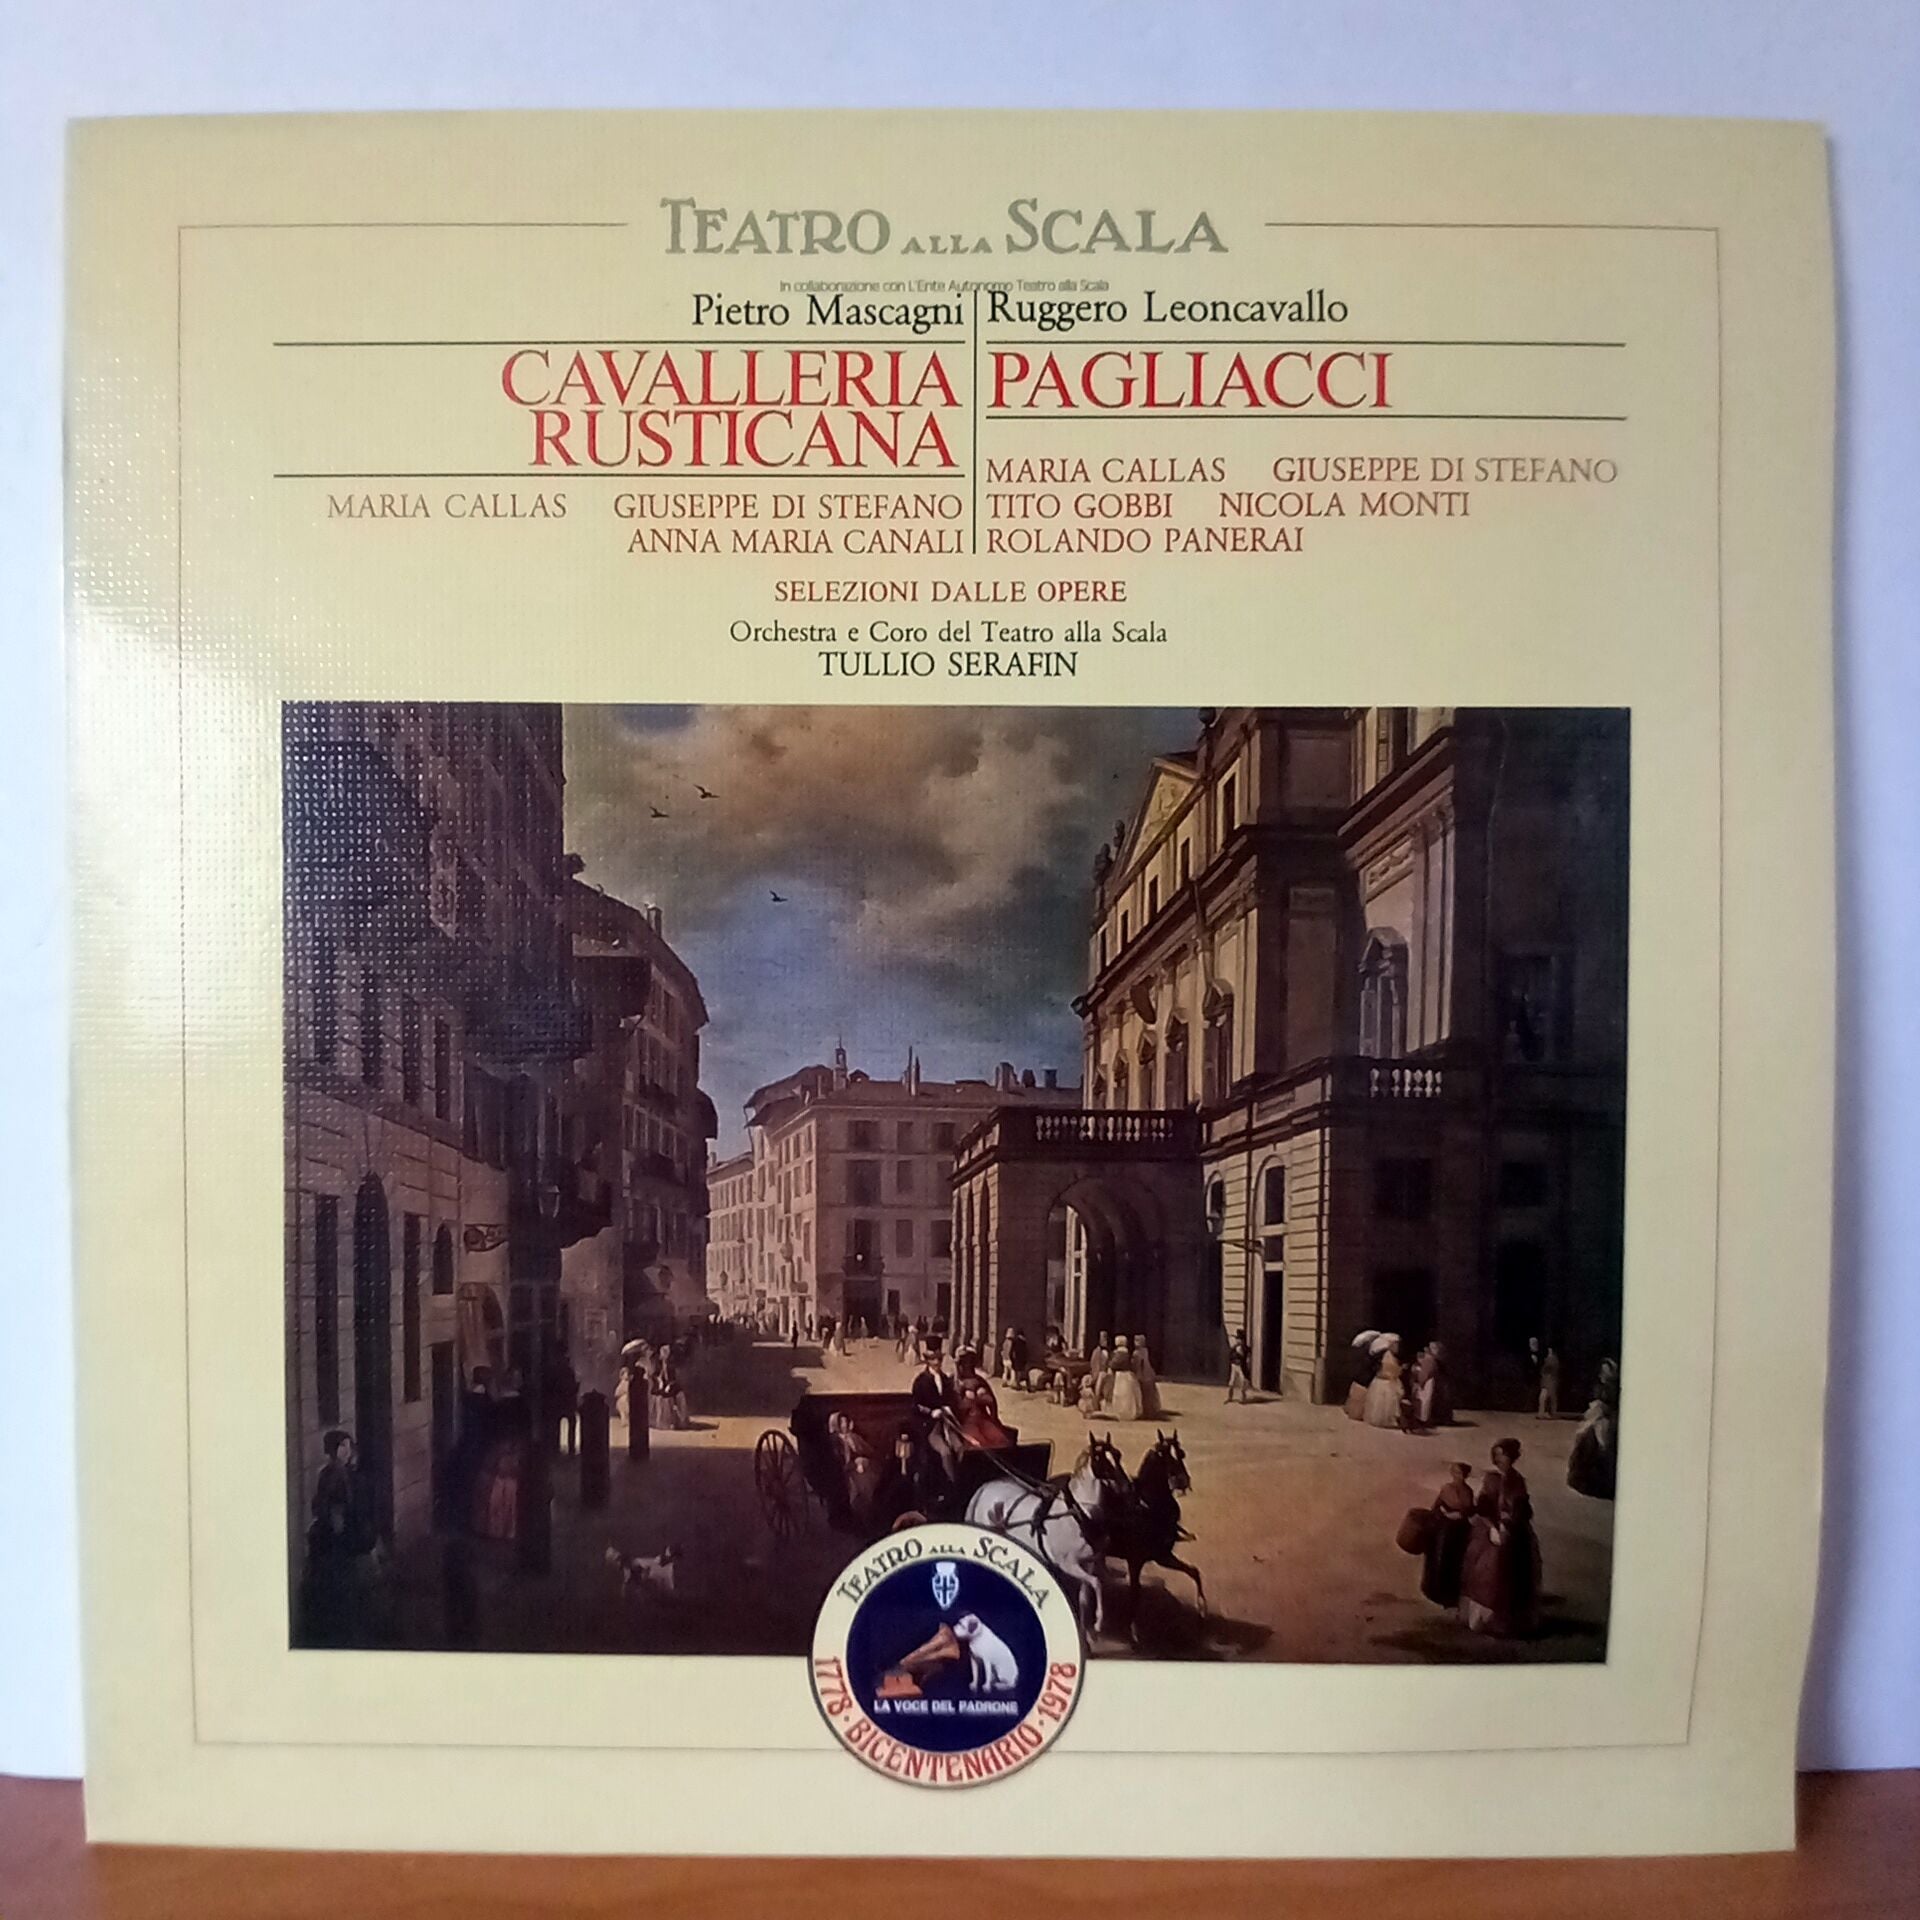 TEATRO ALLA SCALA
In collaborazione con L'Ente Autonomo Teatro alla Scala
Pietro Mascagni
CAVALLERIA
RUSTICANA
MARIA CALLAS GIUSEPPE DI STEFANO
ANNA MARIA CANALI
Ruggero Leoncavallo
PAGLIACCI
MARIA CALLAS GIUSEPPE DI STEFANO
TITO GOBBI NICOLA MONTI
ROLANDO PANERAI
SELEZIONI DALLE OPERE
Orchestra e Coro del Teatro alla Scala
TULLIO SERAFIN
TEATRO ALLA SCALA
LA VOCE DEL PADRONE
1778 · BICENTENARIO · 1978